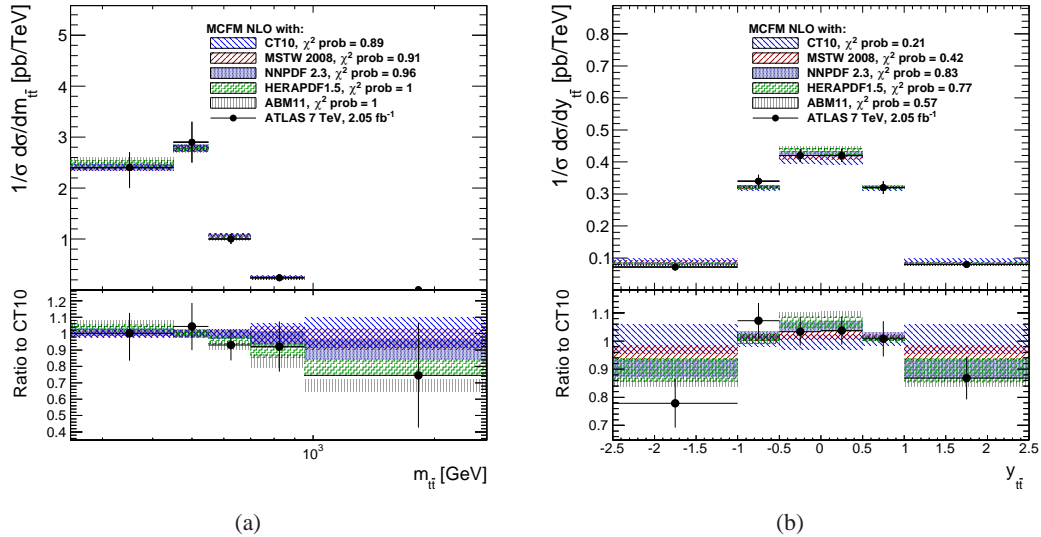 MCFM NLO with:
CT10, χ² prob = 0.89
MSTW 2008, χ² prob = 0.91
NNPDF 2.3, χ² prob = 0.96
HERAPDF1.5, χ² prob = 1
ABM11, χ² prob = 1
ATLAS 7 TeV, 2.05 fb⁻¹
1/σ dσ/dm_{tt̄} [pb/TeV]
5
4
3
2
1
Ratio to CT10
1.2
1.1
1
0.9
0.8
0.7
0.6
0.5
0.4
10³
m_{tt̄} [GeV]
(a)
MCFM NLO with:
CT10, χ² prob = 0.21
MSTW 2008, χ² prob = 0.42
NNPDF 2.3, χ² prob = 0.83
HERAPDF1.5, χ² prob = 0.77
ABM11, χ² prob = 0.57
ATLAS 7 TeV, 2.05 fb⁻¹
1/σ dσ/dy_{tt̄} [pb/TeV]
0.8
0.7
0.6
0.5
0.4
0.3
0.2
0.1
Ratio to CT10
1.1
1
0.9
0.8
0.7
-2.5 -2 -1.5 -1 -0.5 0 0.5 1 1.5 2 2.5
y_{tt̄}
(b)